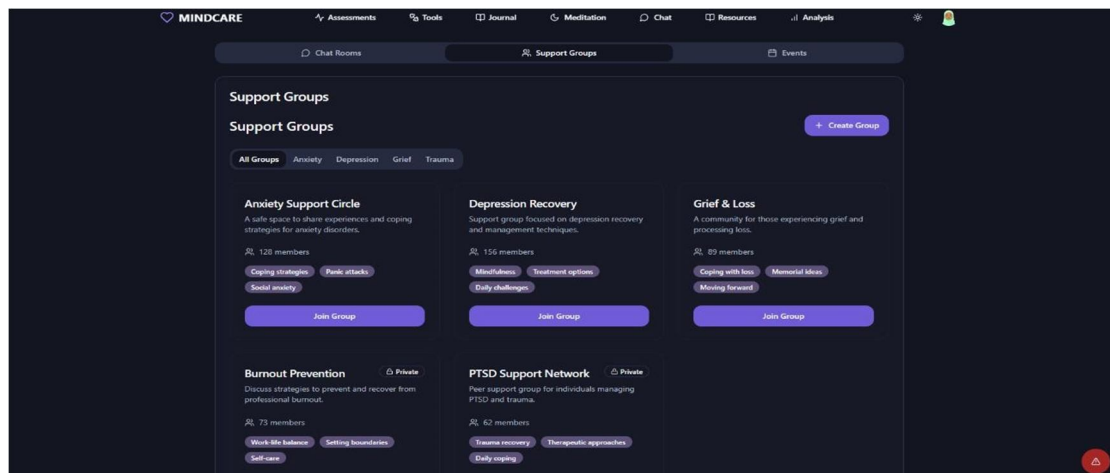 MINDCARE
Assessments
Tools
Journal
Meditation
Chat
Resources
Analysis
Chat Rooms
Support Groups
Events
Support Groups
Support Groups
+ Create Group
All Groups
Anxiety
Depression
Grief
Trauma
Anxiety Support Circle
A safe space to share experiences and coping
strategies for anxiety disorders.
128 members
Coping strategies
Panic attacks
Social anxiety
Join Group
Depression Recovery
Support group focused on depression recovery
and management techniques.
156 members
Mindfulness
Treatment options
Daily challenges
Join Group
Grief & Loss
A community for those experiencing grief and
processing loss.
89 members
Coping with loss
Memorial ideas
Moving forward
Join Group
Burnout Prevention
Private
Discuss strategies to prevent and recover from
professional burnout.
73 members
Work-life balance
Setting boundaries
Self-care
PTSD Support Network
Private
Peer support group for individuals managing
PTSD and trauma.
62 members
Trauma recovery
Therapeutic approaches
Daily coping